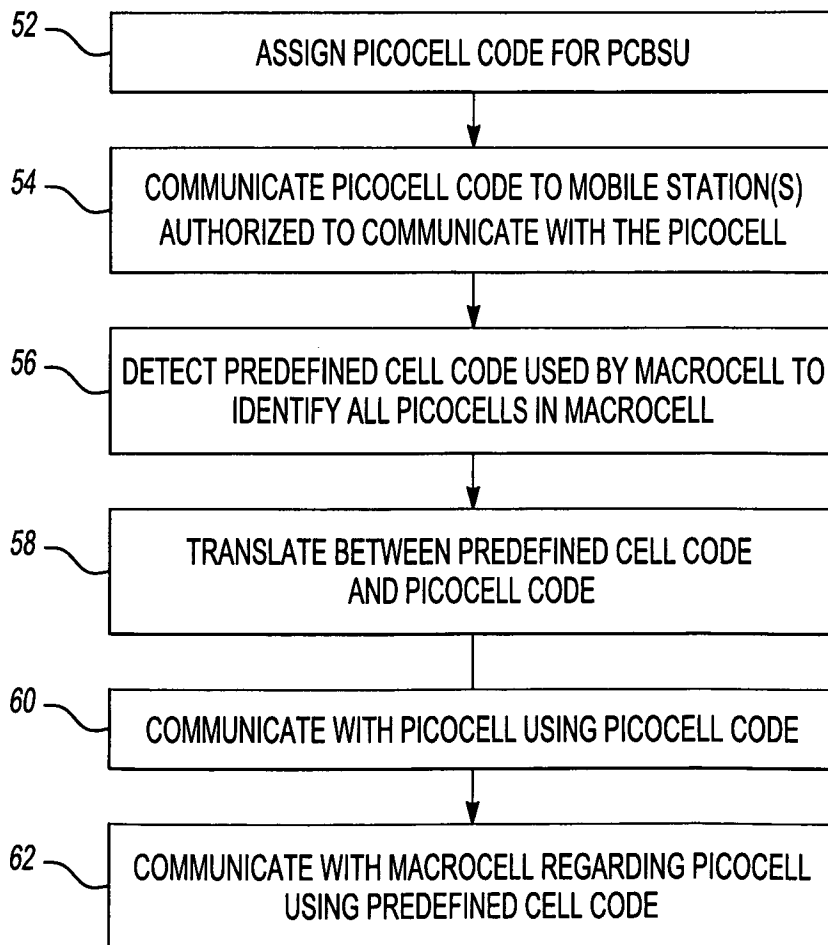 52
ASSIGN PICOCELL CODE FOR PCBSU
54
COMMUNICATE PICOCELL CODE TO MOBILE STATION(S)
AUTHORIZED TO COMMUNICATE WITH THE PICOCELL
56
DETECT PREDEFINED CELL CODE USED BY MACROCELL TO
IDENTIFY ALL PICOCELLS IN MACROCELL
58
TRANSLATE BETWEEN PREDEFINED CELL CODE
AND PICOCELL CODE
60
COMMUNICATE WITH PICOCELL USING PICOCELL CODE
62
COMMUNICATE WITH MACROCELL REGARDING PICOCELL
USING PREDEFINED CELL CODE